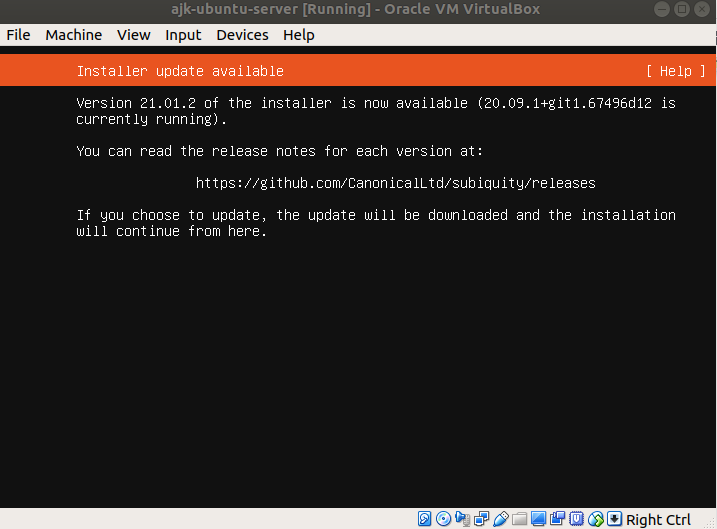 ajk-ubuntu-server [Running] - Oracle VM VirtualBox
File Machine View Input Devices Help
Installer update available [ Help ]
Version 21.01.2 of the installer is now available (20.09.1+git1.67496d12 is
currently running).
You can read the release notes for each version at:
https://github.com/CanonicalLtd/subiquity/releases
If you choose to update, the update will be downloaded and the installation
will continue from here.
Right Ctrl